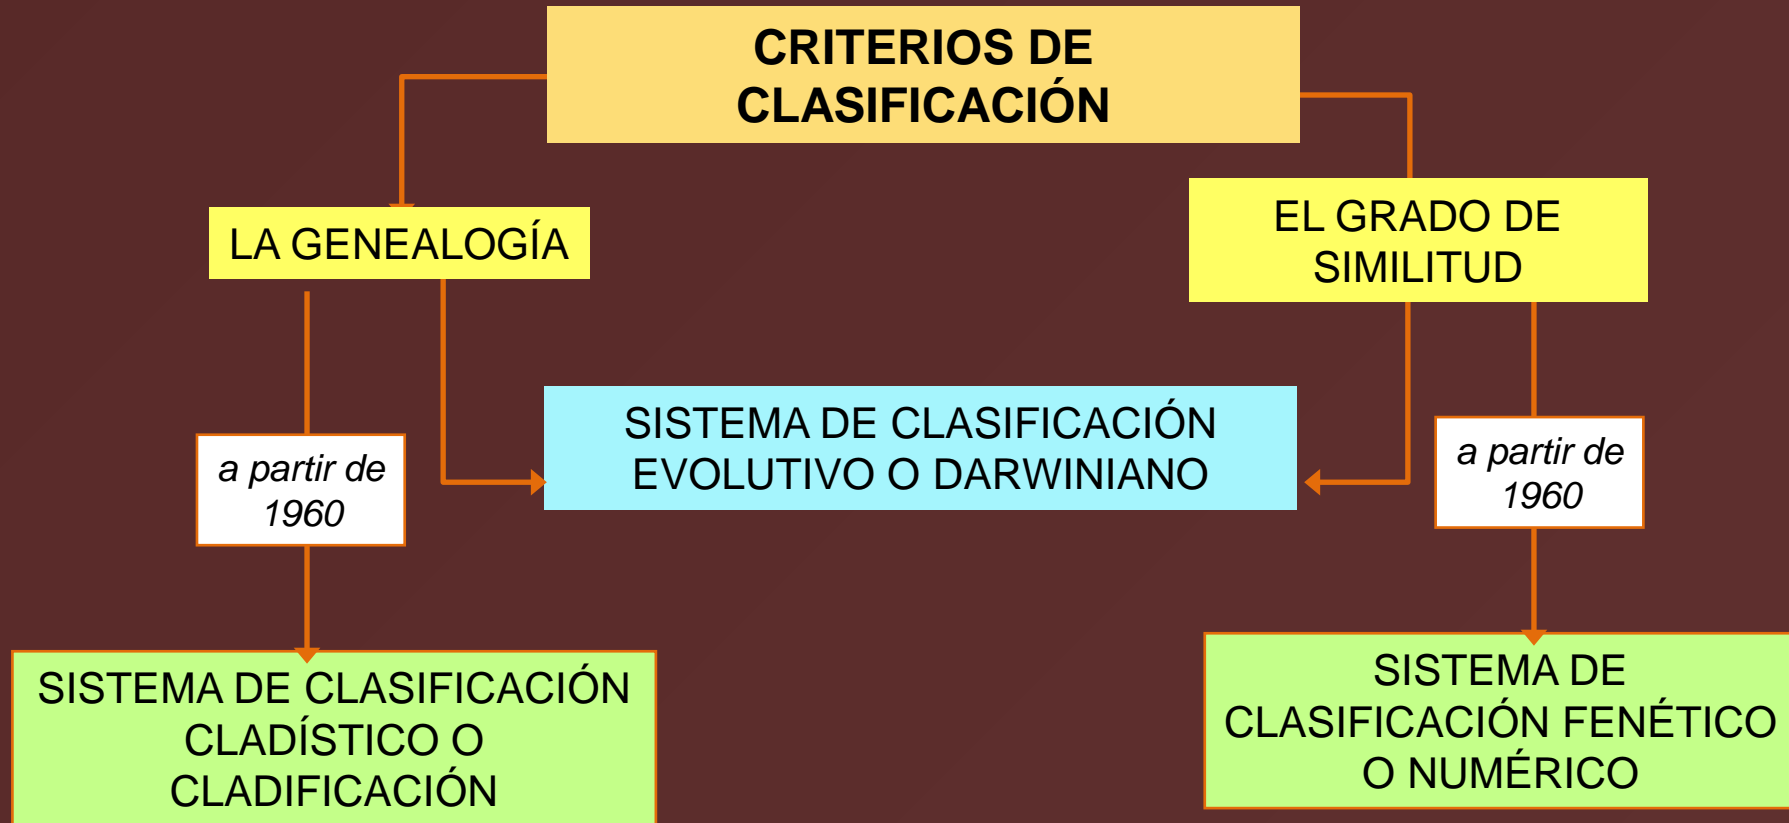 CRITERIOS DE
CLASIFICACIÓN
LA GENEALOGÍA
EL GRADO DE
SIMILITUD
SISTEMA DE CLASIFICACIÓN
EVOLUTIVO O DARWINIANO
a partir de
1960
a partir de
1960
SISTEMA DE CLASIFICACIÓN
CLADÍSTICO O
CLADIFICACIÓN
SISTEMA DE
CLASIFICACIÓN FENÉTICO
O NUMÉRICO